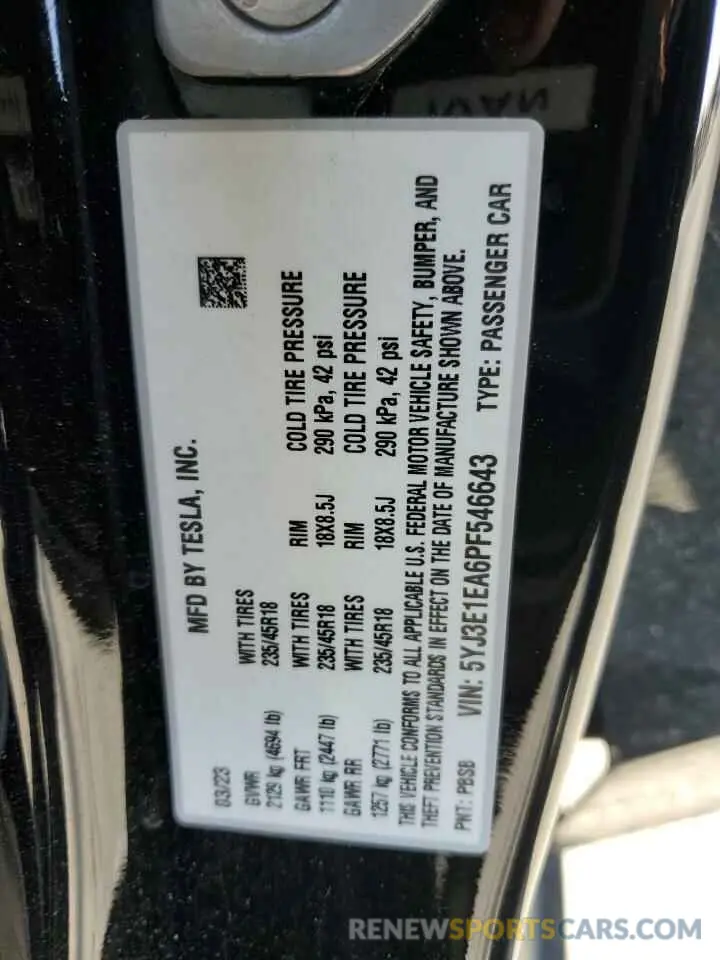 MFD BY TESLA, INC.
03/23
GVWR WITH TIRES
2129 kg (4694 lb) 235/45R18
GAWR FRT WITH TIRES RIM COLD TIRE PRESSURE
1110 kg (2447 lb) 235/45R18 18X8.5J 290 kPa, 42 psi
GAWR RR WITH TIRES RIM COLD TIRE PRESSURE
1257 kg (2771 lb) 235/45R18 18X8.5J 290 kPa, 42 psi
THIS VEHICLE CONFORMS TO ALL APPLICABLE U.S. FEDERAL MOTOR VEHICLE SAFETY, BUMPER, AND
THEFT PREVENTION STANDARDS IN EFFECT ON THE DATE OF MANUFACTURE SHOWN ABOVE.
PNT: PBSB VIN: 5YJ3E1EA6PF546643 TYPE: PASSENGER CAR
RENEWSPORTSCARS.COM